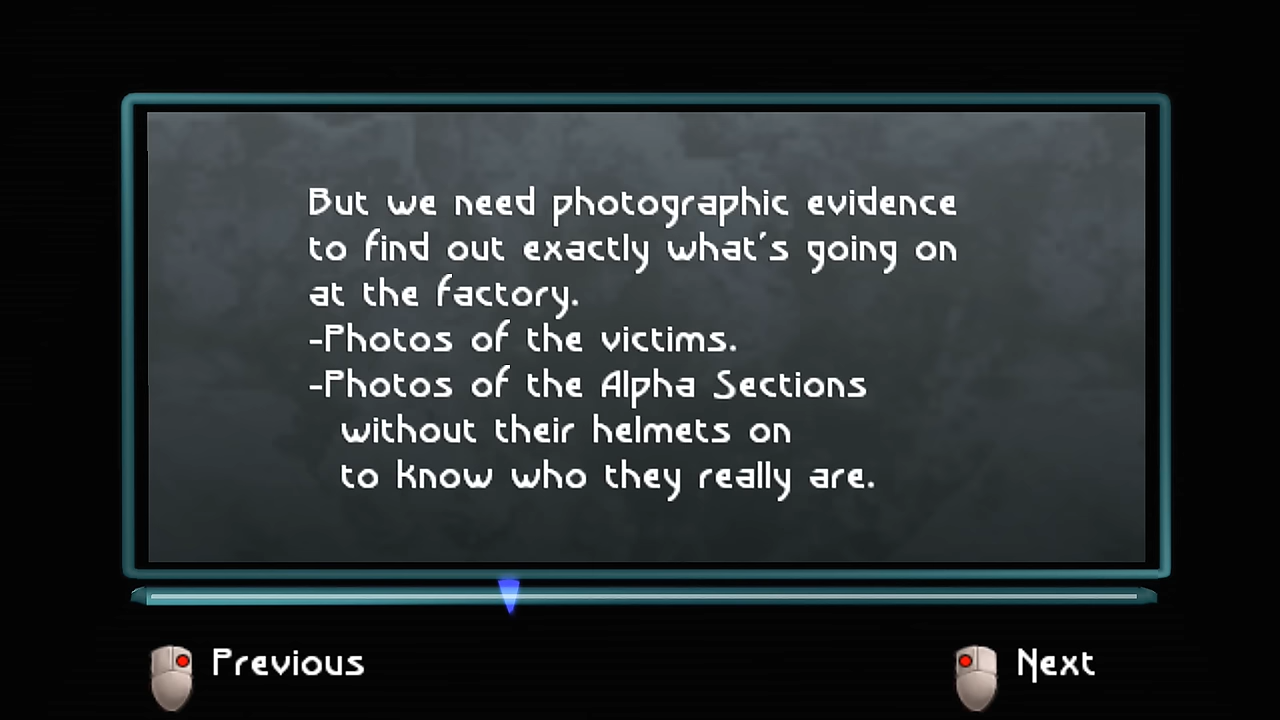 But we need photographic evidence
to find out exactly what's going on
at the factory.
-Photos of the victims.
-Photos of the Alpha Sections
without their helmets on
to know who they really are.
Previous
Next